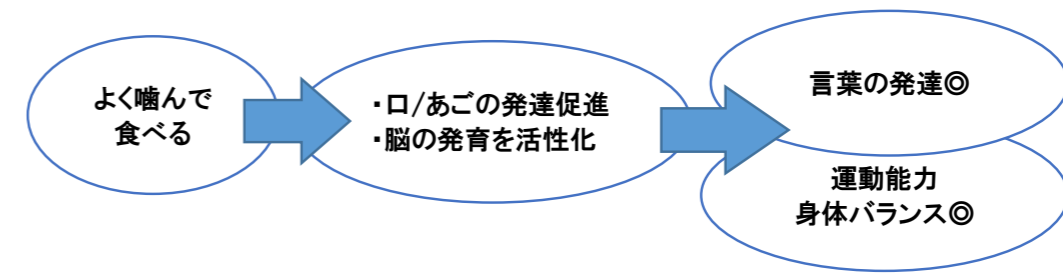 よく噛んで
食べる
・口/あごの発達促進
・脳の発育を活性化
言葉の発達◎
運動能力
身体バランス◎